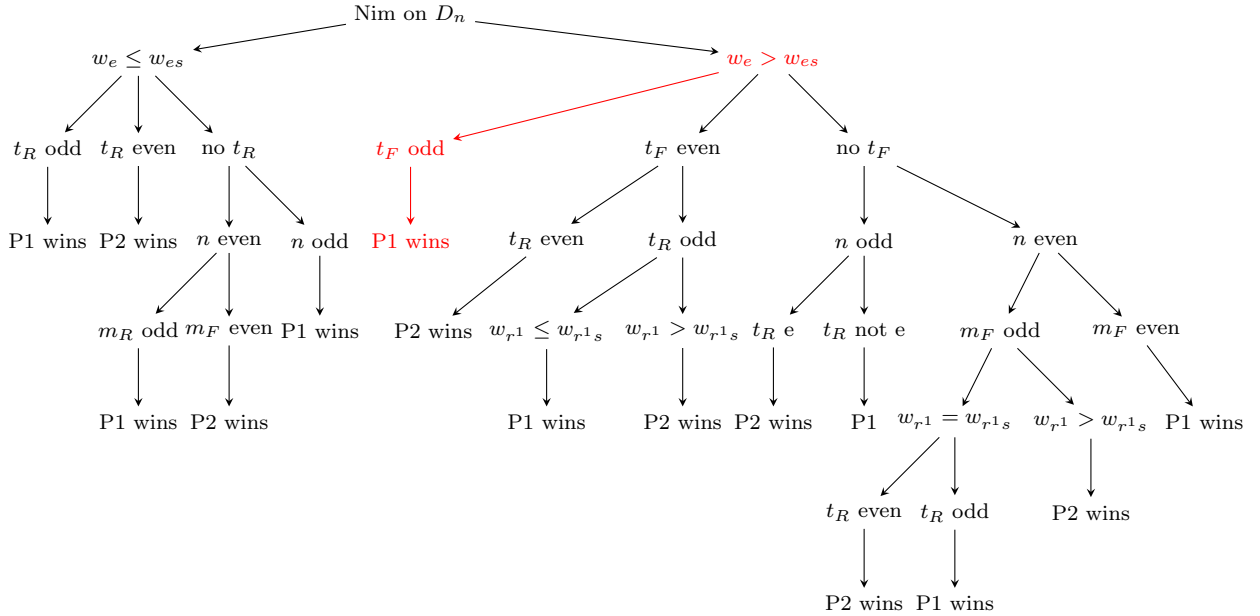 Nim on $D_n$
$w_e \leq w_{es}$ $w_e > w_{es}$
$t_R$ odd $t_R$ even no $t_R$ $t_F$ odd $t_F$ even no $t_F$
P1 wins P2 wins $n$ even $n$ odd P1 wins $t_R$ even $t_R$ odd $n$ odd $n$ even
$m_R$ odd $m_F$ even P1 wins P2 wins $w_{r^1} \leq w_{r^1 s}$ $w_{r^1} > w_{r^1 s}$ $t_R$ e $t_R$ not e $m_F$ odd $m_F$ even
P1 wins P2 wins P1 wins P2 wins P2 wins P1 $w_{r^1} = w_{r^1 s}$ $w_{r^1} > w_{r^1 s}$ P1 wins
$t_R$ even $t_R$ odd P2 wins
P2 wins P1 wins